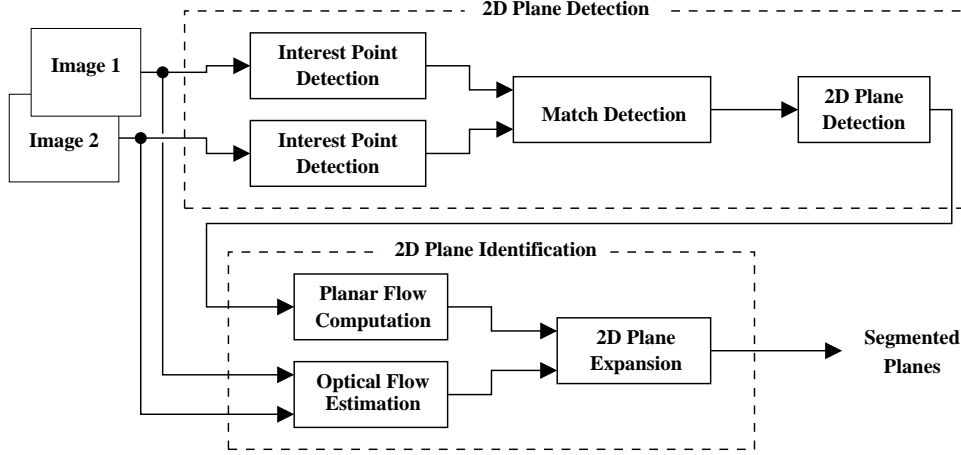 2D Plane Detection
Image 1
Image 2
Interest Point
Detection
Interest Point
Detection
Match Detection
2D Plane
Detection
2D Plane Identification
Planar Flow
Computation
Optical Flow
Estimation
2D Plane
Expansion
Segmented
Planes